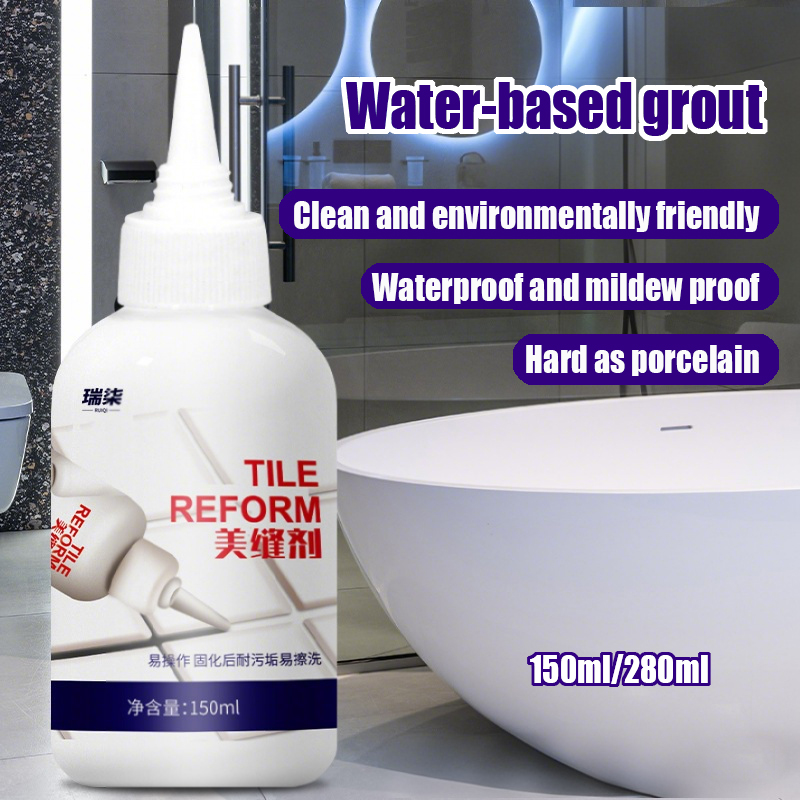 Water-based grout
Clean and environmentally friendly
Waterproof and mildew proof
Hard as porcelain
瑞柒
RUIQI
TILE
REFORM
美缝剂
TILE
REFORM
美缝剂
易操作 固化后耐污垢易擦洗
净含量:150ml
150ml/280ml